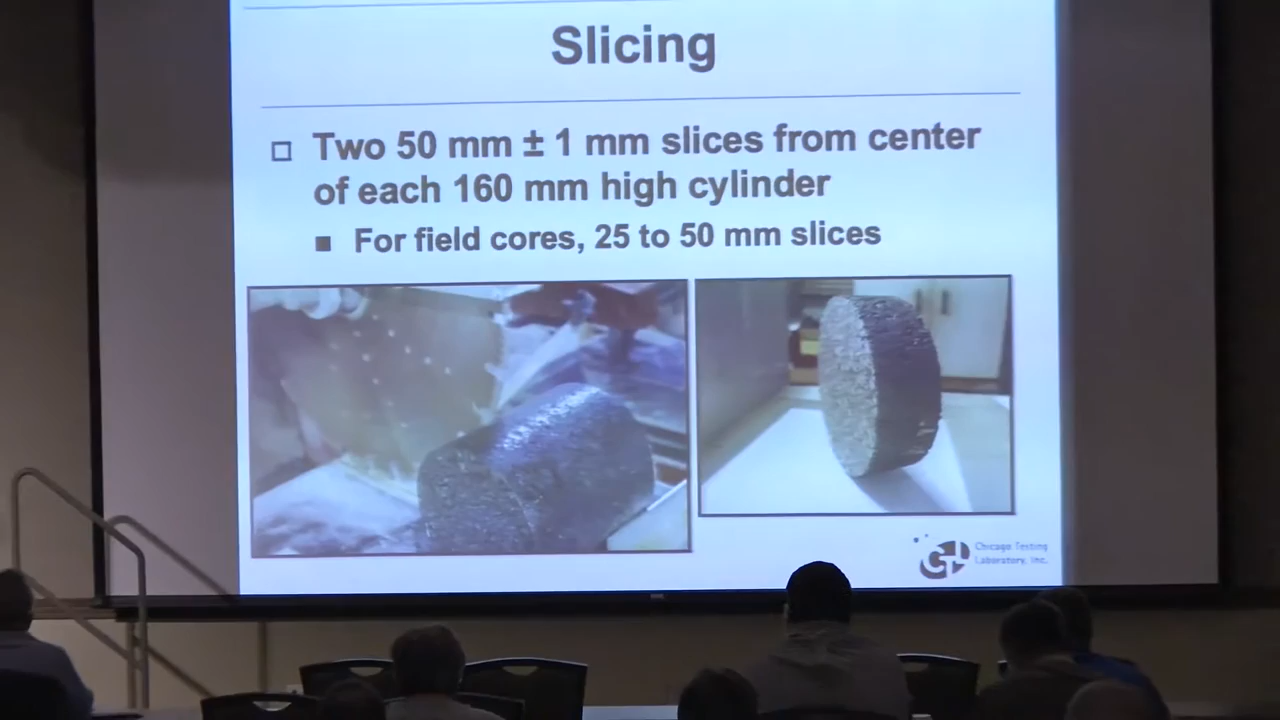 Slicing
Two 50 mm ± 1 mm slices from center
of each 160 mm high cylinder
For field cores, 25 to 50 mm slices
CTL
Chicago Testing
Laboratory, Inc.